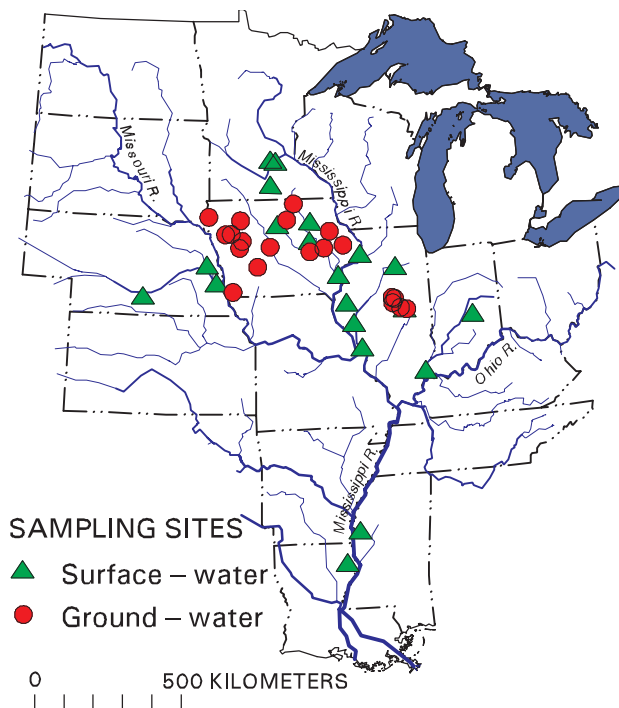 Missouri R.
Mississippi R.
Ohio R.
Mississippi R.
SAMPLING SITES
Surface – water
Ground – water
0 500 KILOMETERS